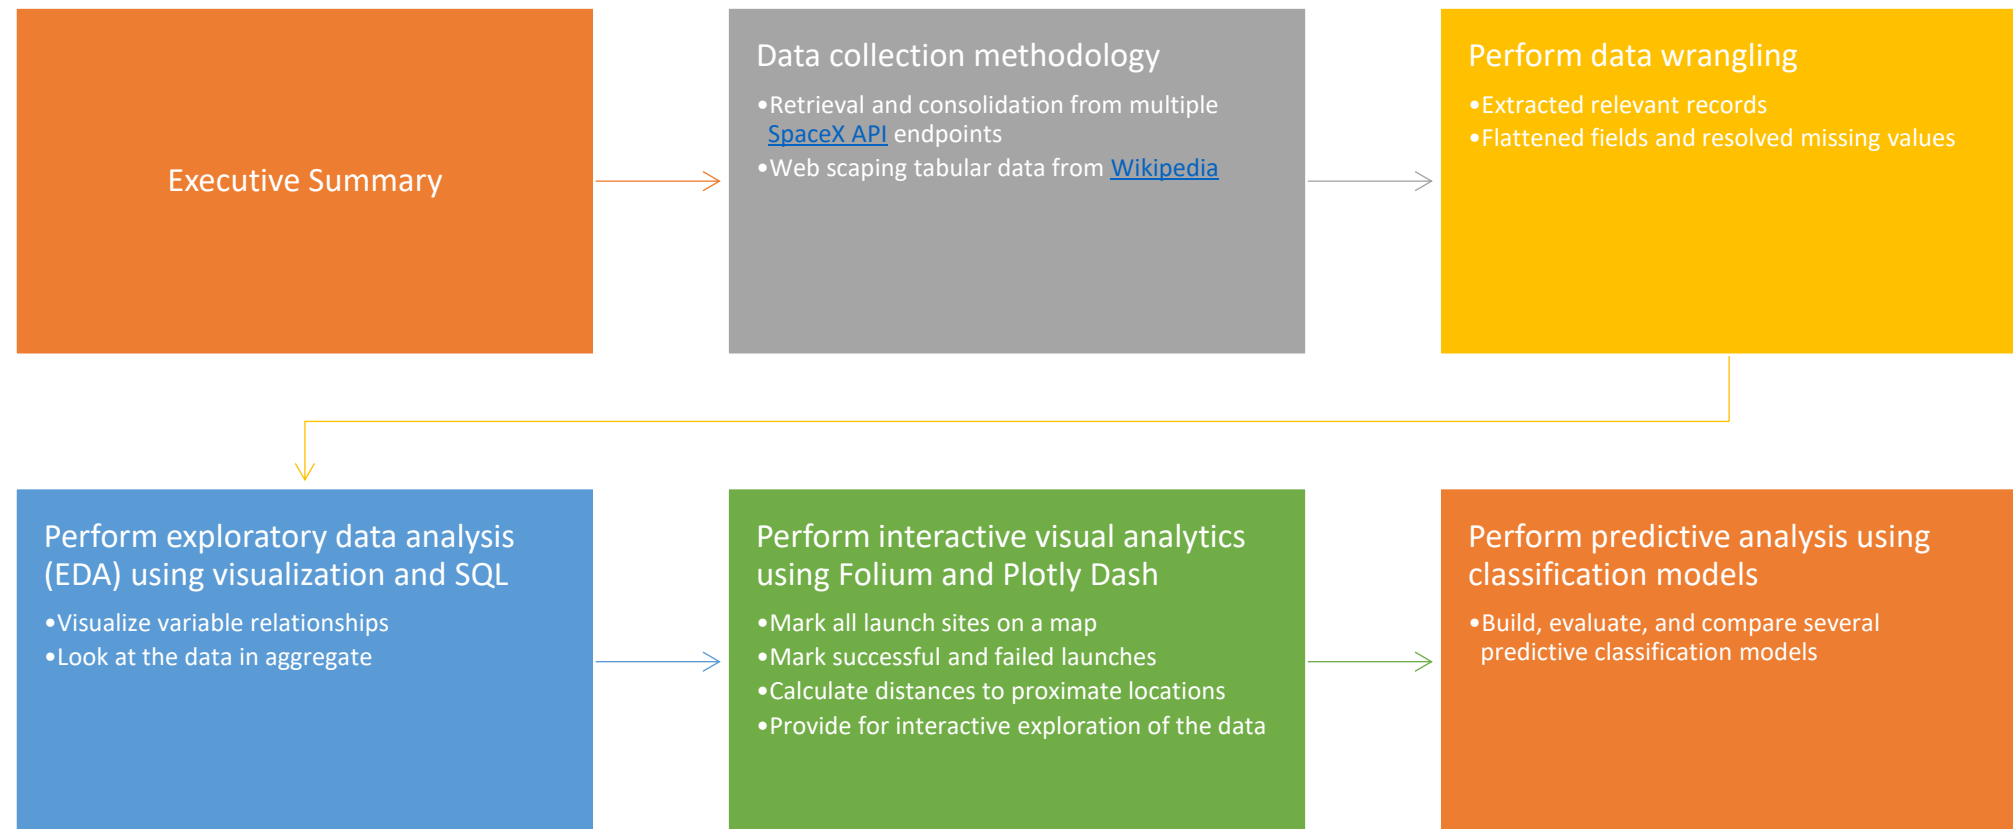 Executive Summary
Data collection methodology
•Retrieval and consolidation from multiple
SpaceX API endpoints
•Web scaping tabular data from Wikipedia
Perform data wrangling
•Extracted relevant records
•Flattened fields and resolved missing values
Perform exploratory data analysis
(EDA) using visualization and SQL
•Visualize variable relationships
•Look at the data in aggregate
Perform interactive visual analytics
using Folium and Plotly Dash
•Mark all launch sites on a map
•Mark successful and failed launches
•Calculate distances to proximate locations
•Provide for interactive exploration of the data
Perform predictive analysis using
classification models
•Build, evaluate, and compare several
predictive classification models